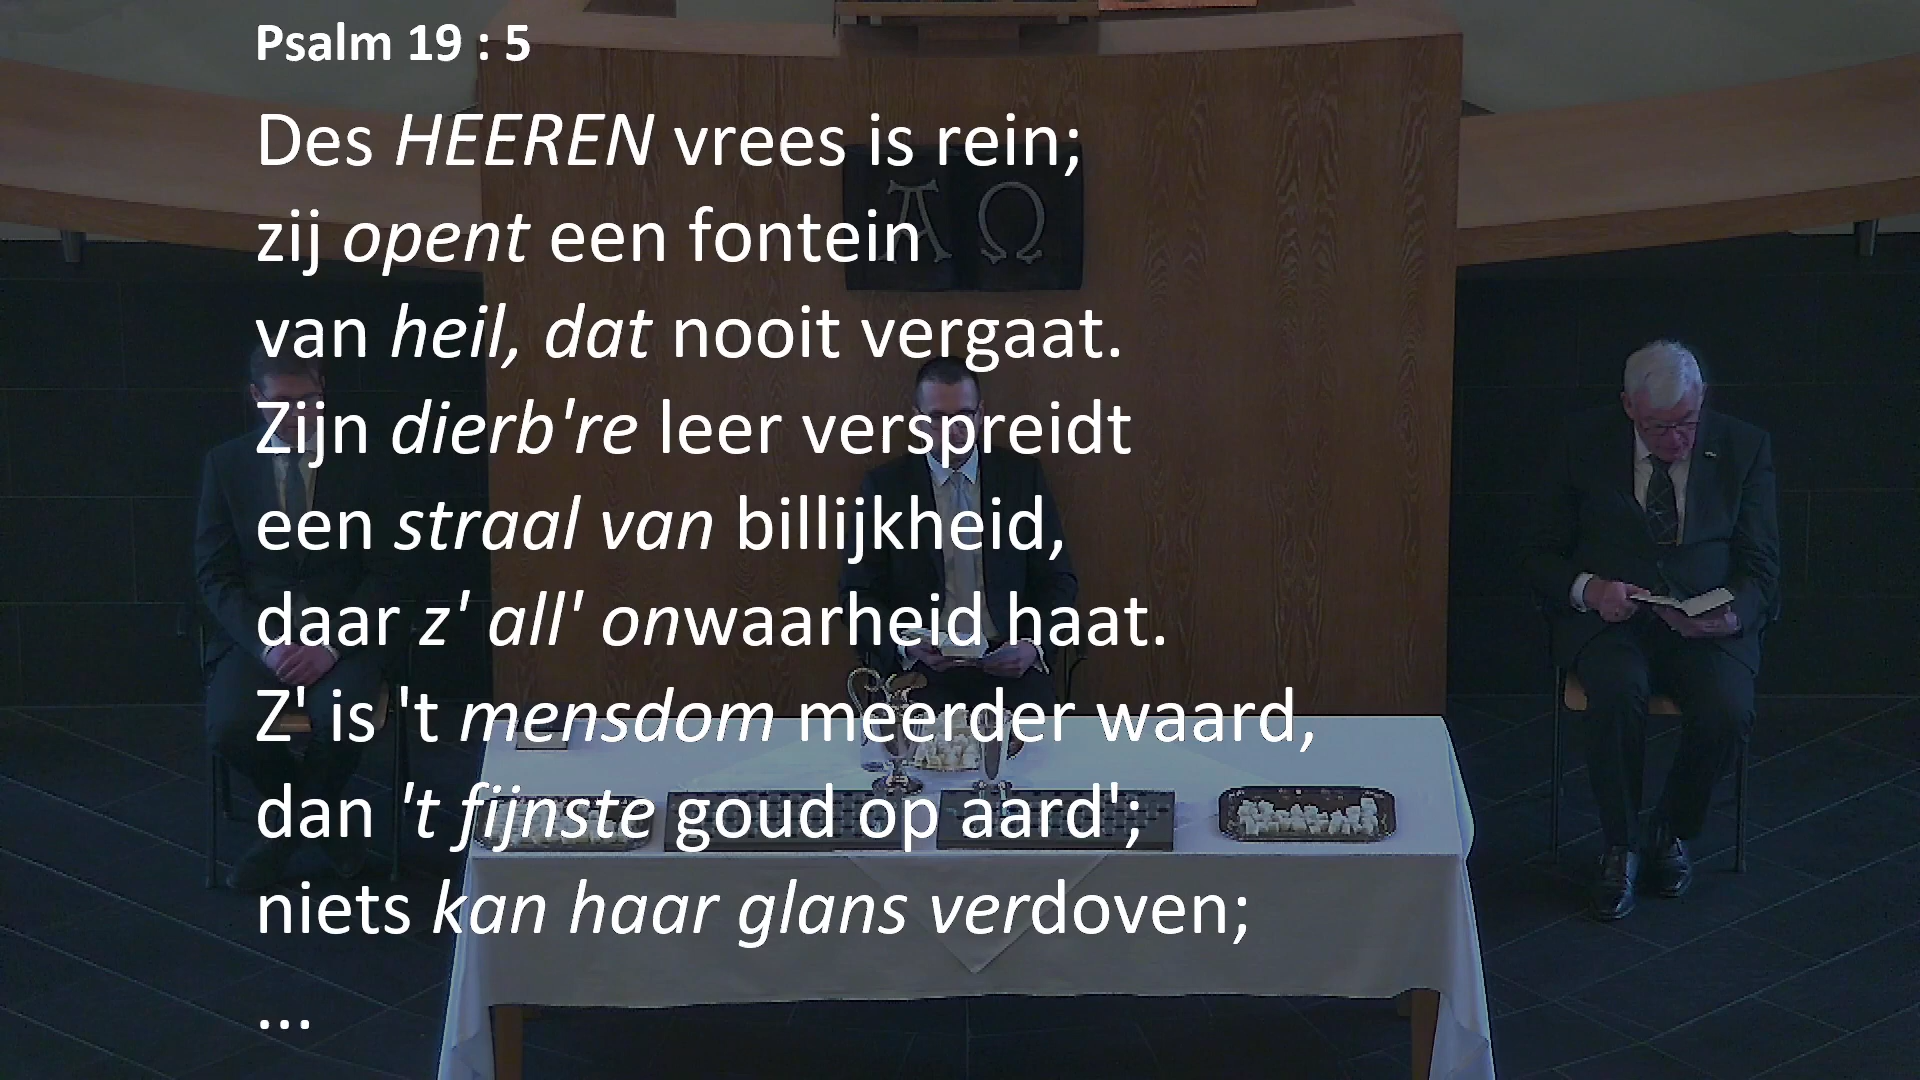 Psalm 19 : 5
Des HEEREN vrees is rein;
zij opent een fontein
van heil, dat nooit vergaat.
Zijn dierb're leer verspreidt
een straal van billijkheid,
daar z' all' onwaarheid haat.
Z' is 't mensdom meerder waard,
dan 't fijnste goud op aard';
niets kan haar glans verdoven;
...
Α Ω